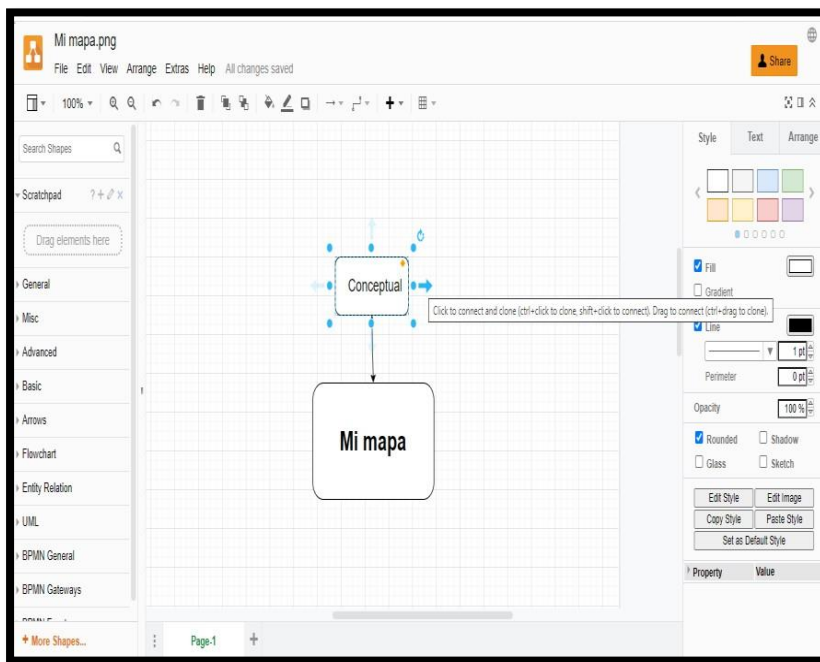 Mi mapa.png
File Edit View Arrange Extras Help All changes saved
Share
100%
Search Shapes
Scratchpad
Drag elements here
General
Misc
Advanced
Basic
Arrows
Flowchart
Entity Relation
UML
BPMN General
BPMN Gateways
+ More Shapes...
Conceptual
Click to connect and clone (ctrl+click to clone, shift+click to connect). Drag to connect (ctrl+drag to clone).
Mi mapa
Page-1
Style Text Arrange
Fill
Gradient
Line
1 pt
Perimeter 0 pt
Opacity 100 %
Rounded Shadow
Glass Sketch
Edit Style Edit Image
Copy Style Paste Style
Set as Default Style
Property Value